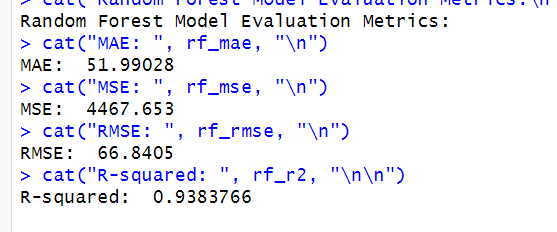 > cat("Random Forest Model Evaluation Metrics:\n
Random Forest Model Evaluation Metrics:
> cat("MAE: ", rf_mae, "\n")
MAE:  51.99028
> cat("MSE: ", rf_mse, "\n")
MSE:  4467.653
> cat("RMSE: ", rf_rmse, "\n")
RMSE:  66.8405
> cat("R-squared: ", rf_r2, "\n\n")
R-squared:  0.9383766